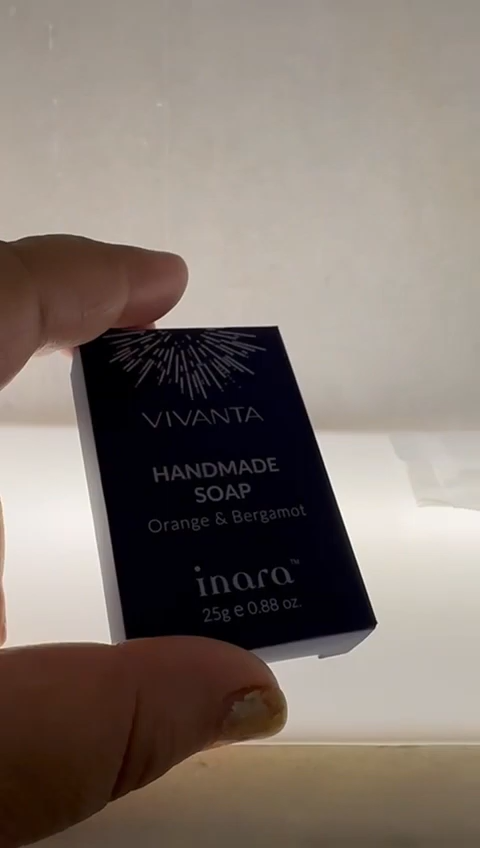 VIVANTA
HANDMADE
SOAP
Orange & Bergamot
inara™
25g e 0.88 oz.